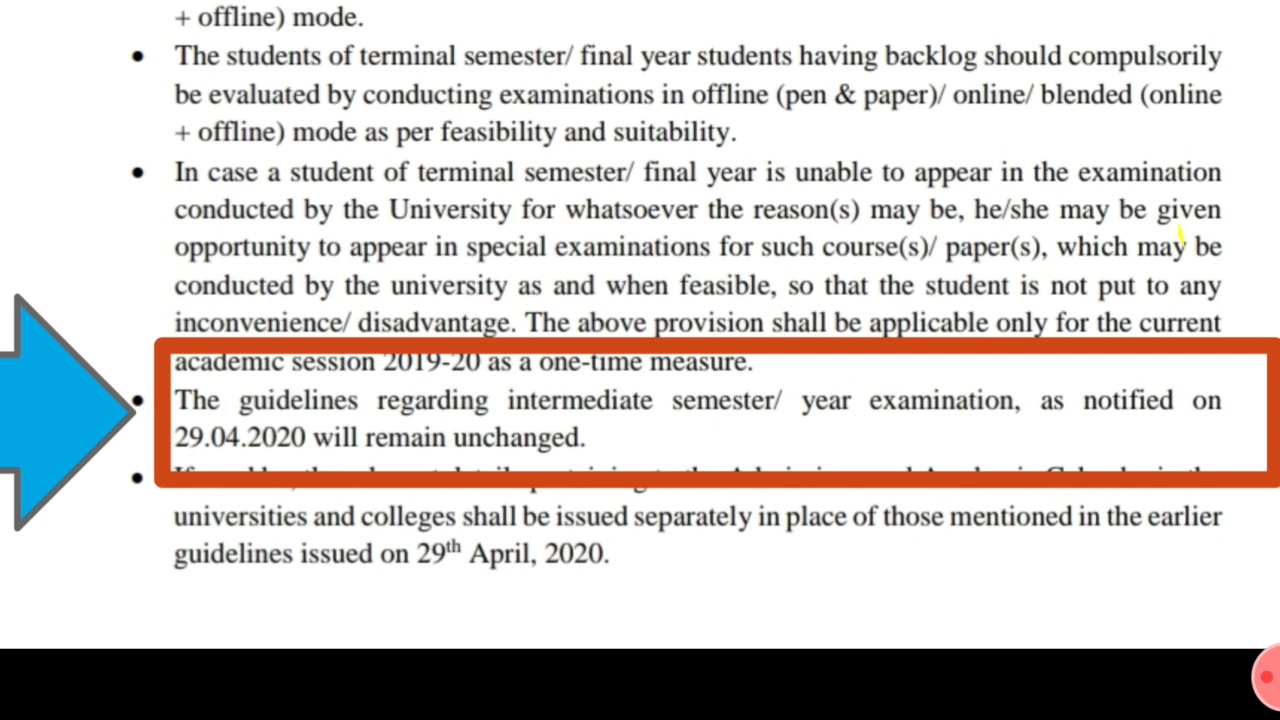 + offline) mode.
• The students of terminal semester/ final year students having backlog should compulsorily
be evaluated by conducting examinations in offline (pen & paper)/ online/ blended (online
+ offline) mode as per feasibility and suitability.
• In case a student of terminal semester/ final year is unable to appear in the examination
conducted by the University for whatsoever the reason(s) may be, he/she may be given
opportunity to appear in special examinations for such course(s)/ paper(s), which may be
conducted by the university as and when feasible, so that the student is not put to any
inconvenience/ disadvantage. The above provision shall be applicable only for the current
academic session 2019-20 as a one-time measure.
• The guidelines regarding intermediate semester/ year examination, as notified on
29.04.2020 will remain unchanged.
universities and colleges shall be issued separately in place of those mentioned in the earlier
guidelines issued on 29th April, 2020.